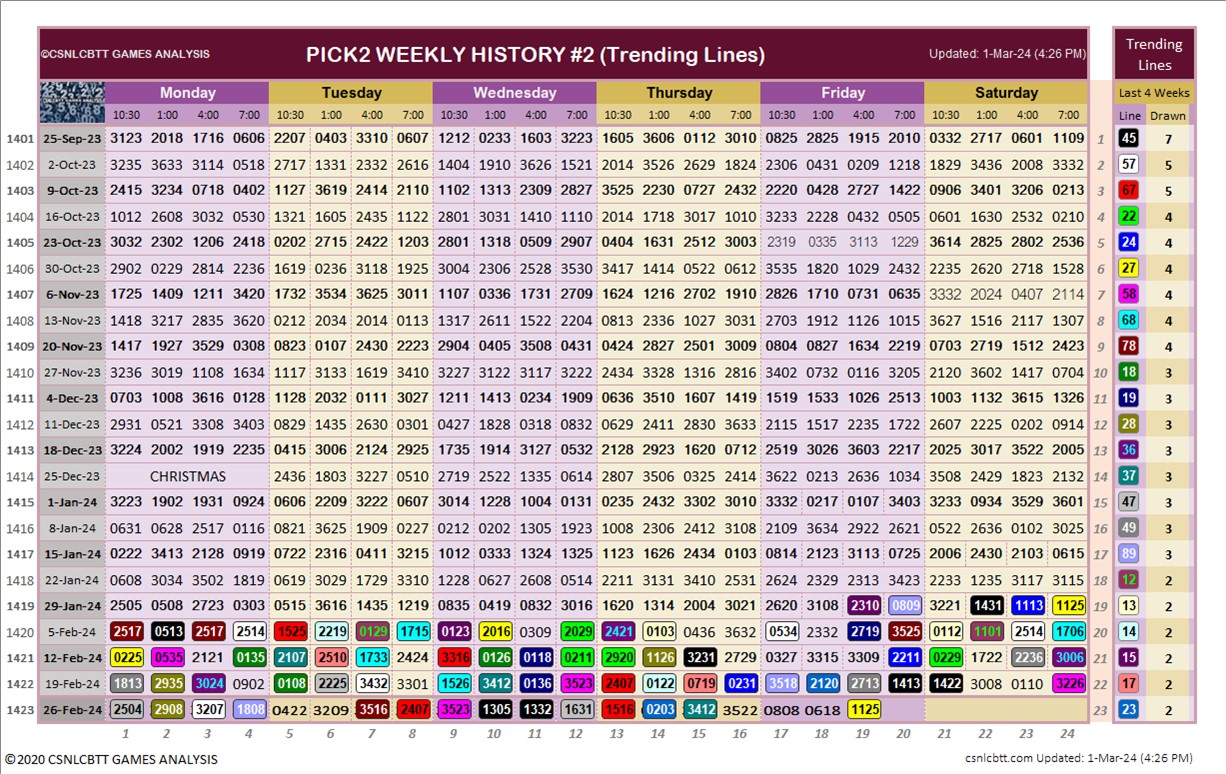 ©CSNLCBTT GAMES ANALYSIS PICK2 WEEKLY HISTORY #2 (Trending Lines) Updated: 1-Mar-24 (4:26 PM) Trending Lines
Monday Tuesday Wednesday Thursday Friday Saturday Last 4 Weeks
10:30 1:00 4:00 7:00 10:30 1:00 4:00 7:00 10:30 1:00 4:00 7:00 10:30 1:00 4:00 7:00 10:30 1:00 4:00 7:00 10:30 1:00 4:00 7:00 Line Drawn
1401 25-Sep-23 3123 2018 1716 0606 2207 0403 3310 0607 1212 0233 1603 3223 1605 3606 0112 3010 0825 2825 1915 2010 0332 2717 0601 1109 1 45 7
1402 2-Oct-23 3235 3633 3114 0518 2717 1331 2332 2616 1404 1910 3626 1521 2014 3526 2629 1824 2306 0431 0709 1218 1829 3436 2008 3332 2 57 5
1403 9-Oct-23 2415 3234 0718 0402 1127 3619 2414 2110 1102 1313 2309 2827 3525 2230 0727 2432 2220 0428 2727 1422 0906 3401 3206 0213 3 67 5
1404 16-Oct-23 1012 2608 3032 0530 1321 1605 2435 1122 2801 3031 1410 1110 2014 1718 3017 1010 3233 2228 0432 0505 0601 1630 2532 0210 4 22 4
1405 23-Oct-23 3032 2302 1206 2418 0202 2715 2422 1203 2801 1318 0509 2907 0404 1631 2512 3003 2319 0335 3113 1229 3614 2825 2802 2536 5 24 4
1406 30-Oct-23 2902 0229 2814 2236 1619 0236 3118 1925 3004 2306 2528 3530 3417 1414 0522 0612 3535 1820 1029 2432 2235 2620 2718 1528 6 27 4
1407 6-Nov-23 1725 1409 1211 3420 1732 3534 3625 3011 1107 0336 1731 2709 1624 1216 2702 1910 2826 1710 0731 0635 3332 2024 0407 2114 7 58 4
1408 13-Nov-23 1418 3217 2835 3620 0212 2034 2014 0113 1317 2611 1522 2204 0813 2336 1027 3031 2703 1912 1126 1015 3627 1516 2117 1307 8 68 4
1409 20-Nov-23 1417 1927 3529 0308 0823 0107 2430 2223 2904 0405 3508 0431 0424 2827 2501 3009 0804 0827 1634 2219 0703 2719 1512 2423 9 78 4
1410 27-Nov-23 3236 3019 1108 1634 1117 3133 1619 3410 3227 3122 3117 3222 2434 3328 1316 2816 3402 0732 0116 3205 2120 3602 1417 0704 10 18 3
1411 4-Dec-23 0703 1008 3616 0128 1128 2032 0111 3027 1211 1413 0234 1909 0636 3510 1607 1419 1519 1533 1026 2513 1003 1132 3615 1326 11 19 3
1412 11-Dec-23 2931 0521 3308 3403 0829 1435 2630 0301 0427 1828 0318 0832 0629 2411 2830 3633 2115 1517 2235 1722 2607 2225 0202 0914 12 28 3
1413 18-Dec-23 3224 2002 1919 2235 0415 3006 2124 2923 1735 1914 3127 0532 2128 2923 1620 0712 2519 3026 3603 2217 2025 3017 3522 2005 13 36 3
1414 25-Dec-23 CHRISTMAS 2436 1803 3227 0510 2719 2522 1335 0614 2807 3506 0325 2414 3622 0213 2636 1034 3508 2429 1823 2132 14 37 3
1415 1-Jan-24 3223 1902 1931 0924 0606 2209 3222 0607 3014 1228 1004 0131 0235 2432 3002 3010 3332 0217 0107 3403 3233 0934 3529 3601 15 47 3
1416 8-Jan-24 0631 0628 2517 0116 0821 3625 1909 0227 0212 0202 1305 1923 1008 2306 2412 3108 2109 3634 2922 2621 0522 2636 0102 3025 16 49 3
1417 15-Jan-24 0222 3413 2128 0919 0722 2316 0411 3215 1012 0333 1324 1325 1123 1626 2434 0103 0814 2123 3113 0725 2006 2430 2103 0615 17 89 3
1418 22-Jan-24 0608 3034 3502 1819 0619 3029 1729 3310 1228 0627 2608 0514 2211 3131 3410 2531 2624 2329 2313 3423 2233 1235 3117 3115 18 12 2
1419 29-Jan-24 2505 0508 2723 0303 0515 3616 1435 1219 0835 0419 0832 3016 1620 1314 2004 3021 2620 3108 2310 0809 3221 1431 1113 1125 19 13 2
1420 5-Feb-24 2517 0513 2517 2514 1525 2219 0129 1715 0123 2016 0309 2029 2421 0103 0436 3632 0534 2332 2719 3525 0112 1101 2514 1706 20 14 2
1421 12-Feb-24 0225 0535 2121 0135 2107 2510 1733 2424 3316 0126 0118 0211 2920 1126 3231 2729 0327 3315 3309 2211 0229 1722 2236 3006 21 15 2
1422 19-Feb-24 1813 2935 3024 0902 0108 2225 3432 3301 1526 3412 0136 3523 2407 0122 0719 0231 3518 2120 2713 1413 1422 3008 0110 3226 22 17 2
1423 26-Feb-24 2504 2908 3207 1808 0422 3209 3516 2407 3523 1305 1332 1631 1516 0203 3412 3522 0808 0618 1125 23 23 2
1 2 3 4 5 6 7 8 9 10 11 12 13 14 15 16 17 18 19 20 21 22 23 24
©2020 CSNLCBTT GAMES ANALYSIS csnlcbtt.com Updated: 1-Mar-24 (4:26 PM)